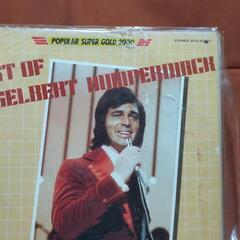 POPULAR SUPER GOLD 2000
ST OF
GELBERT HUMPERDINCK